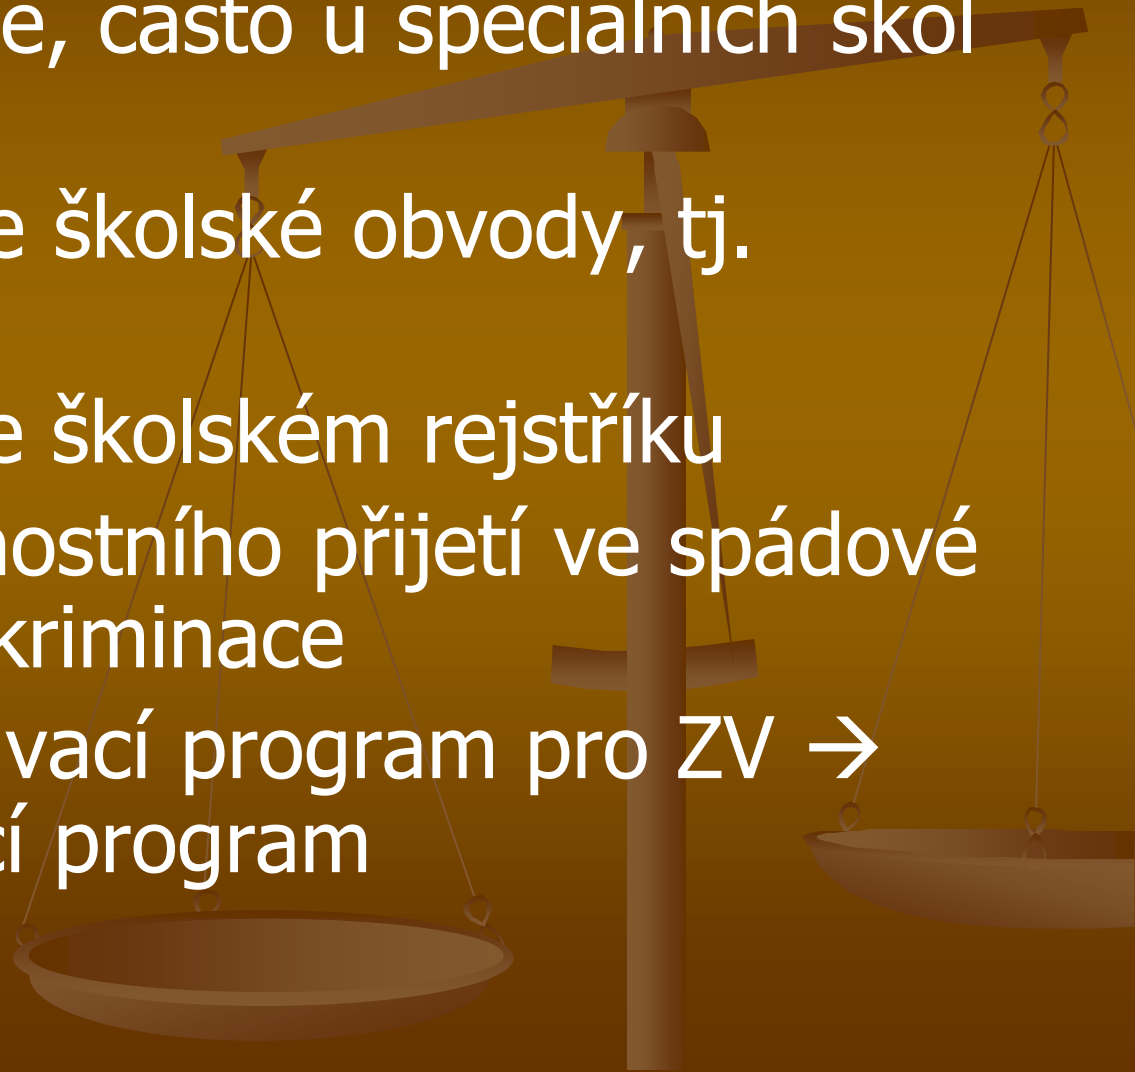 e, často u speciálních škol
e školské obvody, tj.
e školském rejstříku
nostního přijetí ve spádové
kriminace
vací program pro ZV →
cí program